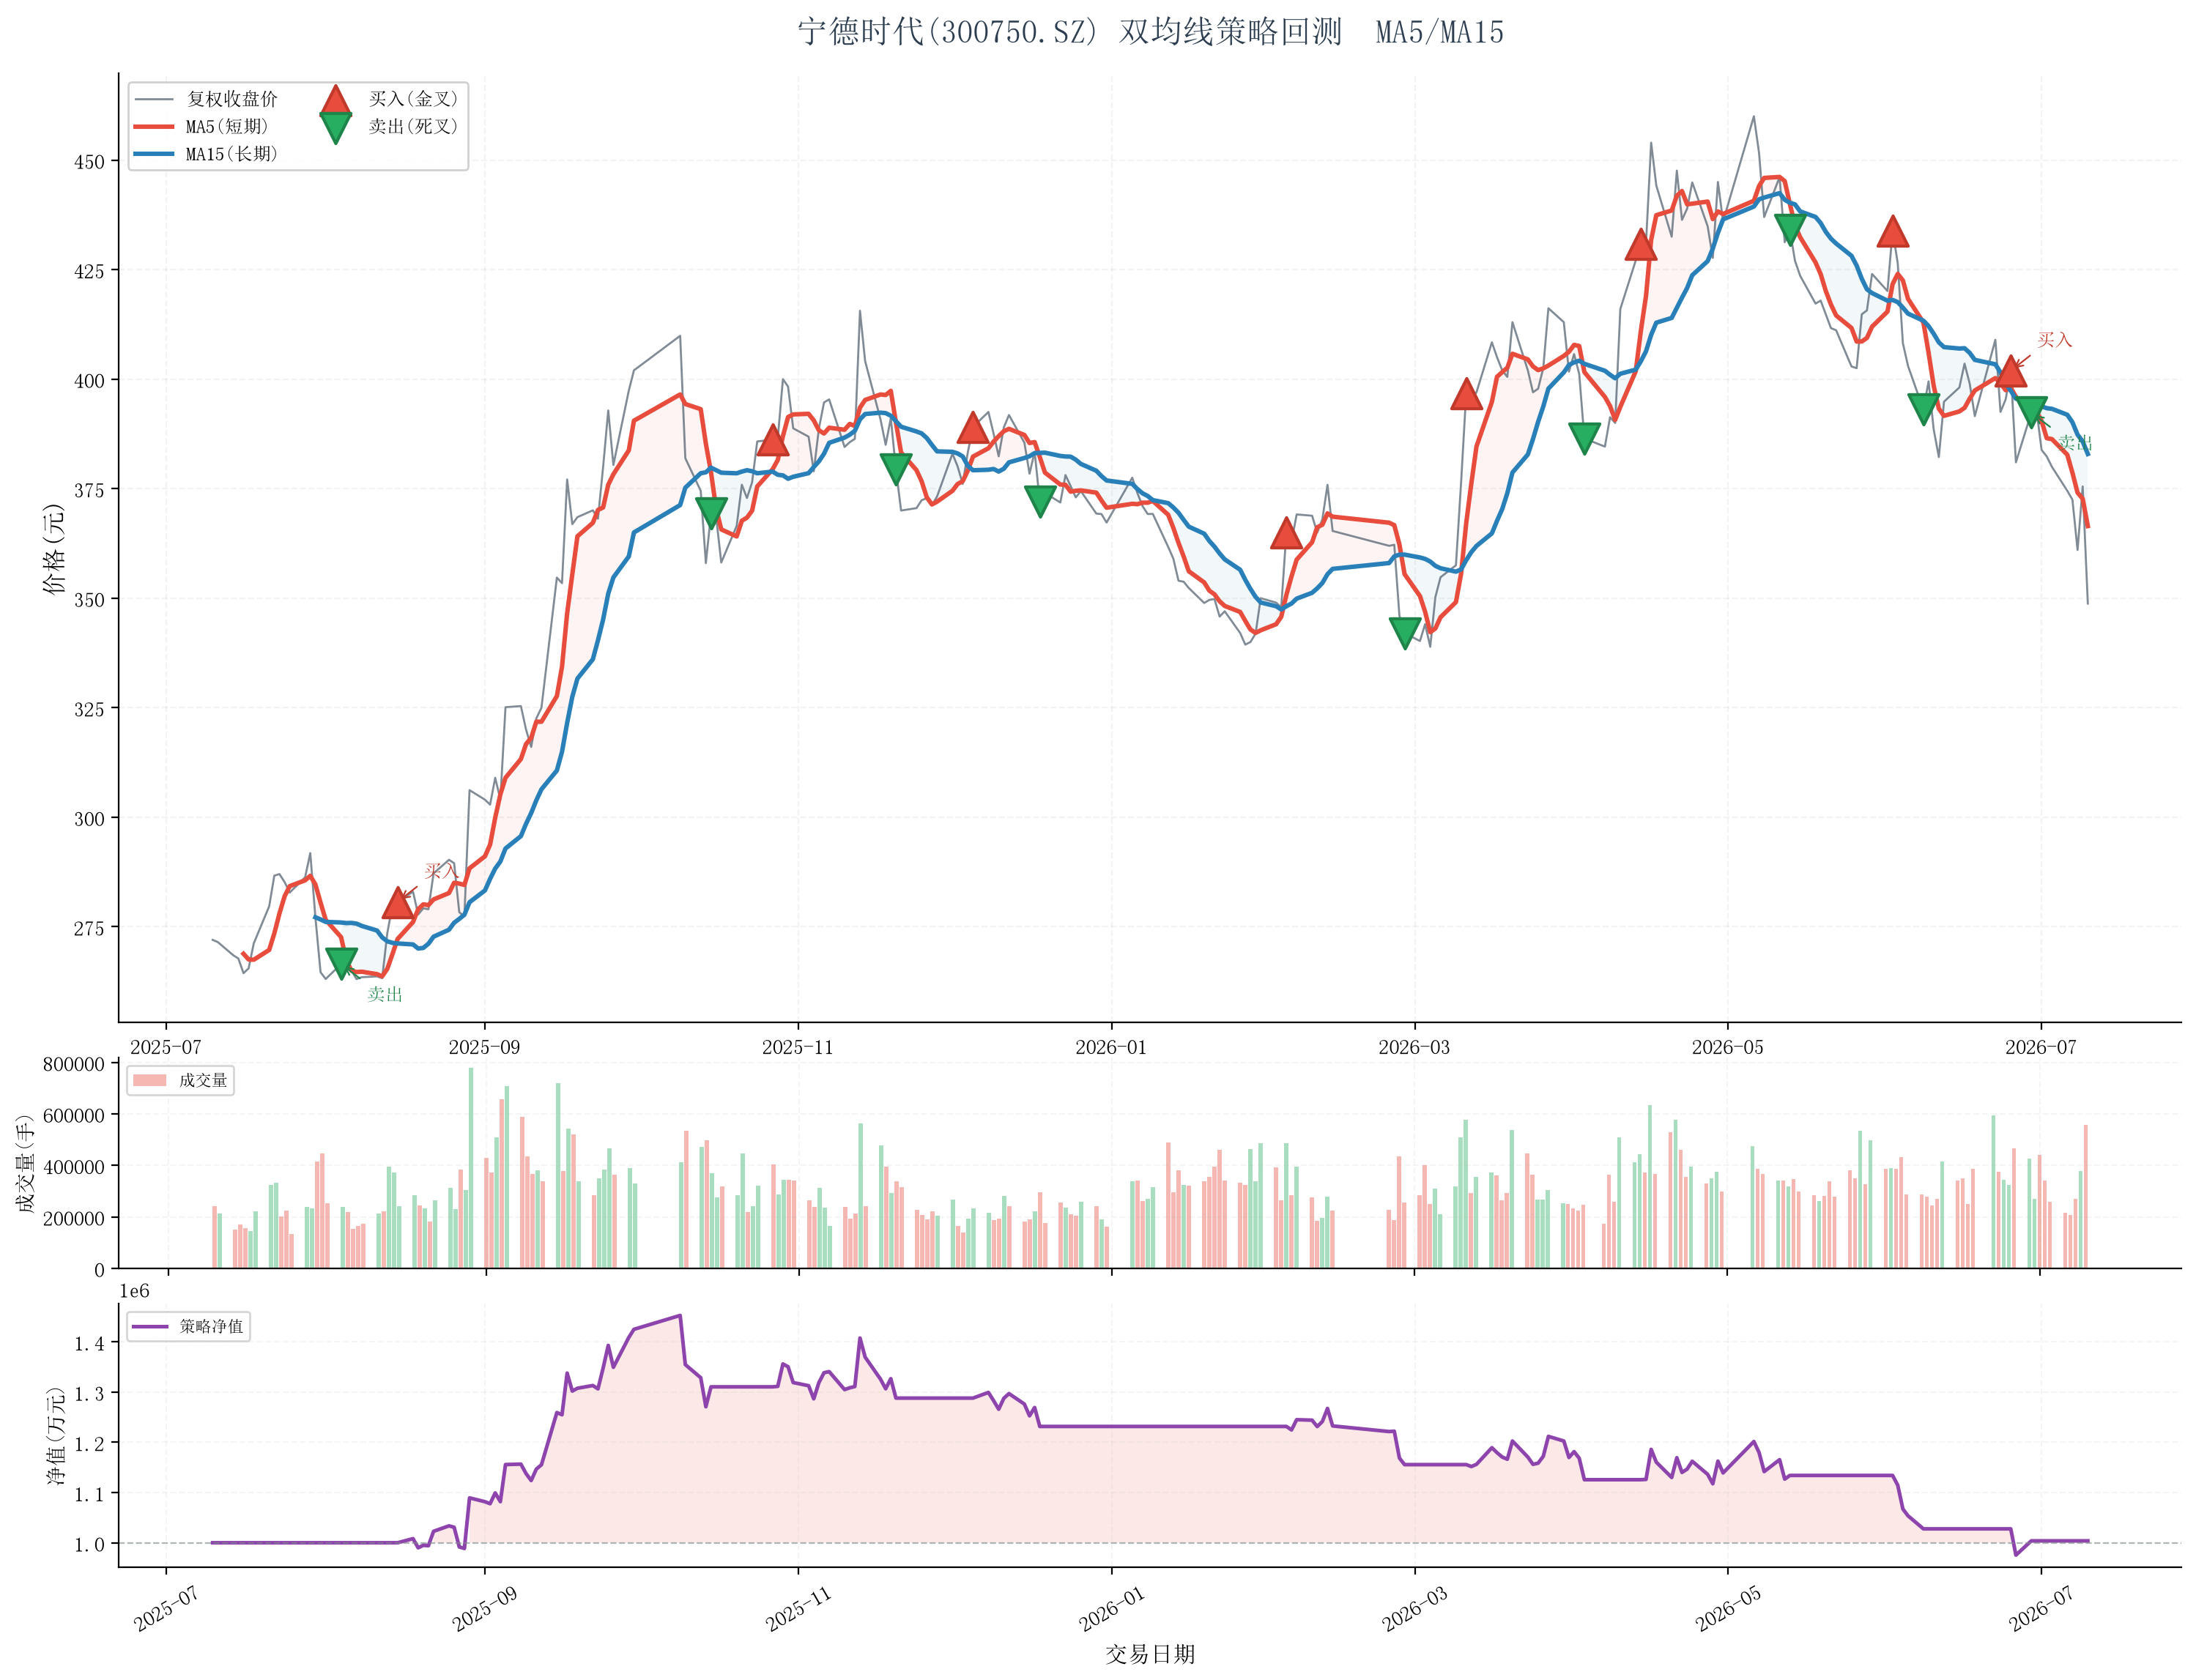 宁德时代(300750.SZ) 双均线策略回测  MA5/MA15
复权收盘价
MA5(短期)
MA15(长期)
买入(金叉)
卖出(死叉)
价格(元)
450
425
400
375
350
325
300
275
买入
卖出
买入
卖出
2025-07
2025-09
2025-11
2026-01
2026-03
2026-05
2026-07
成交量
成交量(手)
800000
600000
400000
200000
0
1e6
策略净值
净值(万元)
1.4
1.3
1.2
1.1
1.0
2025-07
2025-09
2025-11
2026-01
2026-03
2026-05
2026-07
交易日期